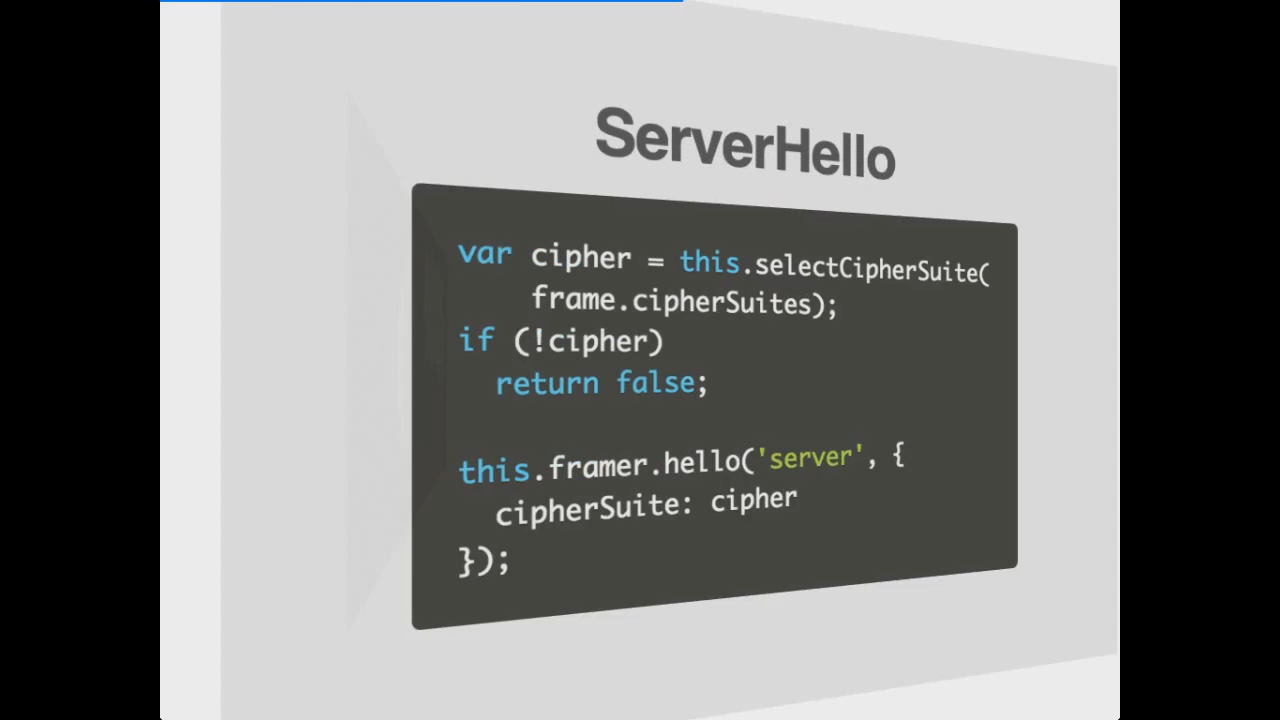 ServerHello
var cipher = this.selectCipherSuite(
frame.cipherSuites);
if (!cipher)
return false;
this.framer.hello('server', {
cipherSuite: cipher
});